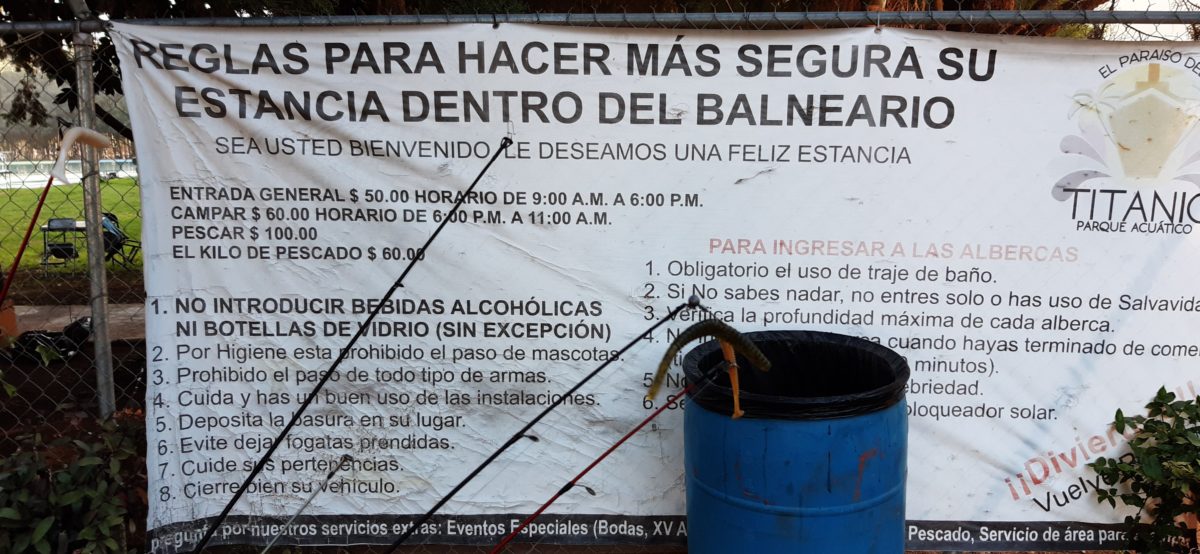 REGLAS PARA HACER MÁS SEGURA SU
ESTANCIA DENTRO DEL BALNEARIO
SEA USTED BIENVENIDO, LE DESEAMOS UNA FELIZ ESTANCIA
EL PARAISO DE
TITANIC
PARQUE ACUÁTICO
ENTRADA GENERAL $ 50.00 HORARIO DE 9:00 A.M. A 6:00 P.M.
CAMPAR $ 60.00 HORARIO DE 6:00 P.M. A 11:00 A.M.
PESCAR $ 100.00
EL KILO DE PESCADO $ 60.00
1. NO INTRODUCIR BEBIDAS ALCOHÓLICAS
NI BOTELLAS DE VIDRIO (SIN EXCEPCIÓN)
2. Por Higiene esta prohibido el paso de mascotas.
3. Prohibido el paso de todo tipo de armas.
4. Cuida y has un buen uso de las instalaciones.
5. Deposita la basura en su lugar.
6. Evite dejar fogatas prendidas.
7. Cuide sus pertenencias.
8. Cierre bien su vehículo.
PARA INGRESAR A LAS ALBERCAS
1. Obligatorio el uso de traje de baño.
2. Si No sabes nadar, no entres solo o has uso de Salvavida
3. Verifica la profundidad máxima de cada alberca.
4. No cuando hayas terminado de come
minutos).
5. No ebriedad.
6. bloqueador solar.
¡¡Divier
Vuelv
pregunta por nuestros servicios extras: Eventos Especiales (Bodas, XV A Pescado, Servicio de área para